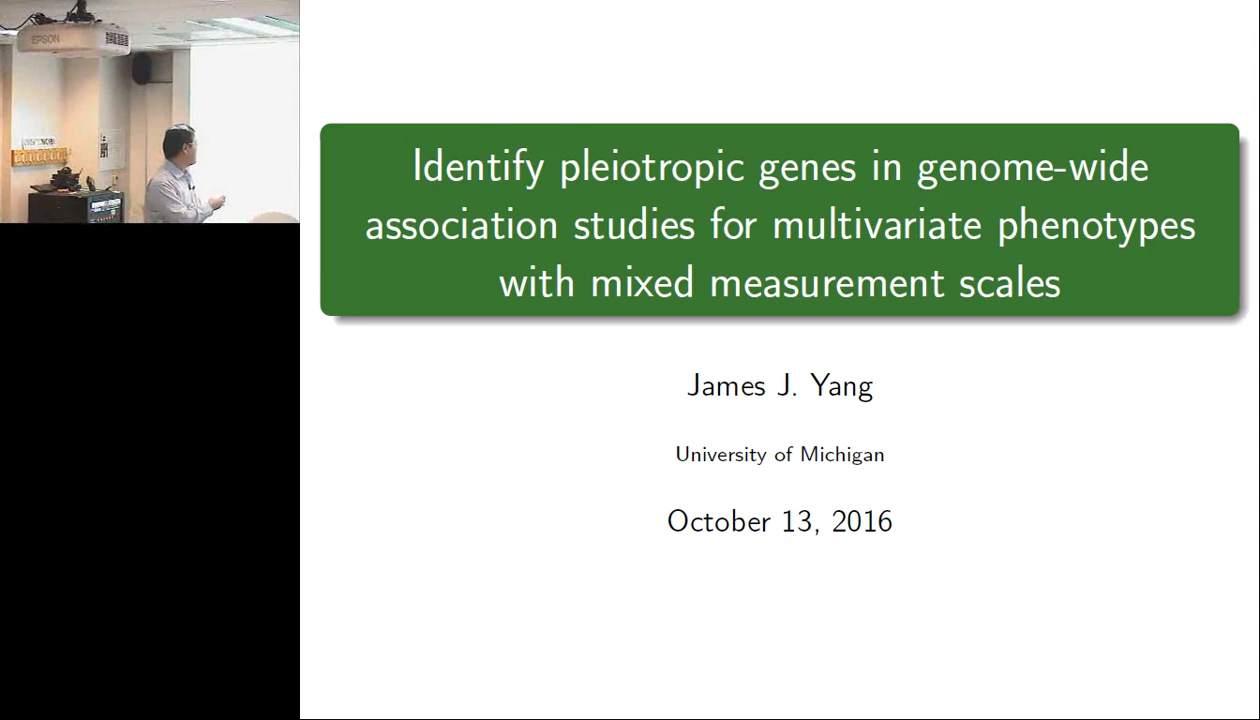 EPSON
Identify pleiotropic genes in genome-wide
association studies for multivariate phenotypes
with mixed measurement scales
James J. Yang
University of Michigan
October 13, 2016